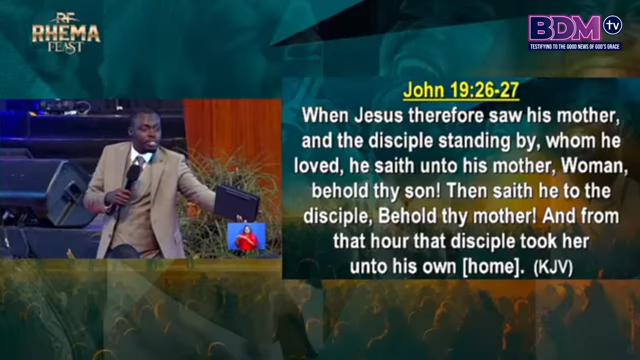 RF
RHEMA
FEAST
BDM tv
TESTIFYING TO THE GOOD NEWS OF GOD'S GRACE
John 19:26-27
When Jesus therefore saw his mother,
and the disciple standing by, whom he
loved, he saith unto his mother, Woman,
behold thy son! Then saith he to the
disciple, Behold thy mother! And from
that hour that disciple took her
unto his own [home]. (KJV)